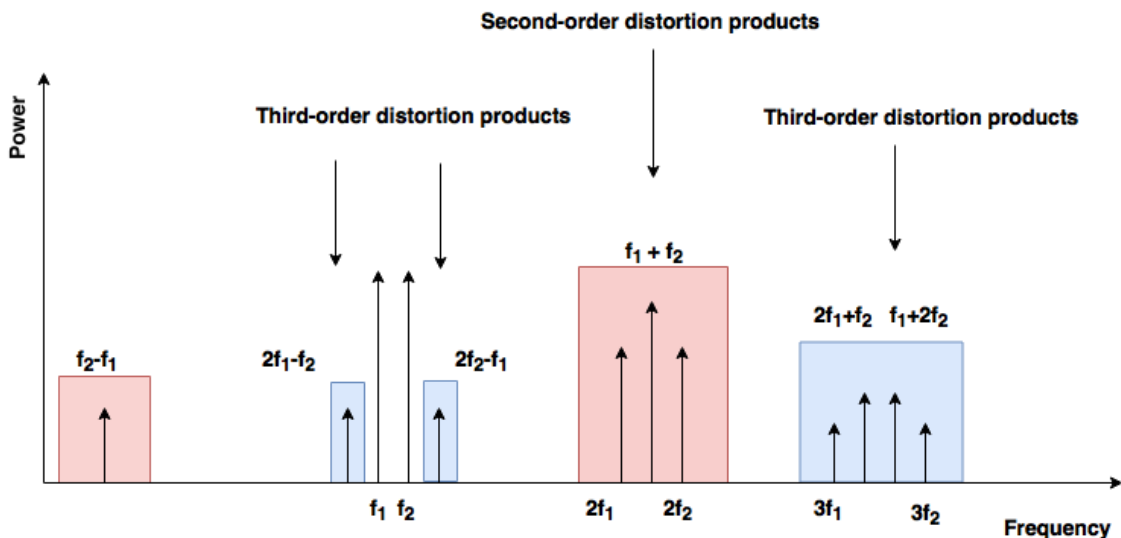 Second-order distortion products
Power
Third-order distortion products
Third-order distortion products
f₁ + f₂
2f₁+f₂ f₁+2f₂
f₂-f₁
2f₁-f₂
2f₂-f₁
f₁ f₂
2f₁
2f₂
3f₁
3f₂
Frequency